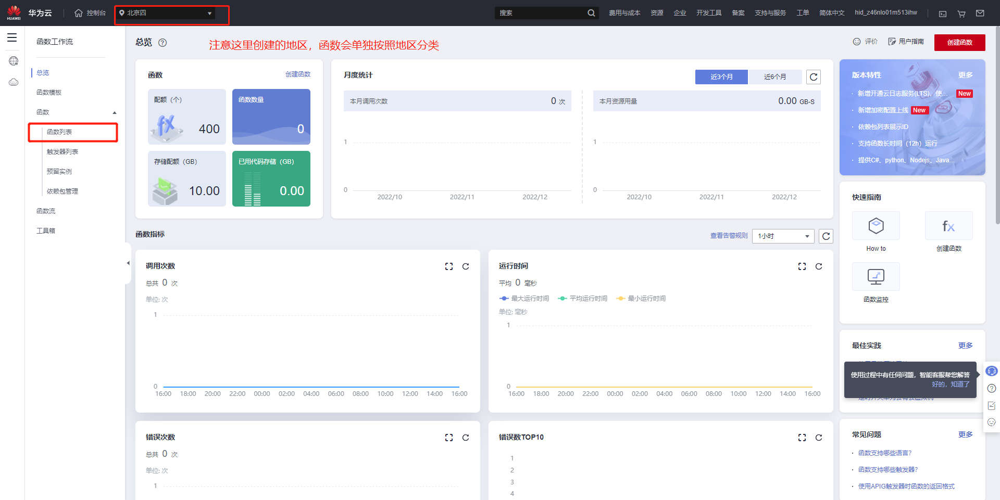 HUAWEI
华为云
控制台
北京四
搜索
费用与成本
资源
企业
开发工具
备案
支持与服务
工单
简体中文
hid_z46nlo01m513ihw
函数工作流
总览
函数模板
函数
函数列表
触发器列表
预留实例
依赖包管理
函数流
工具箱
总览
注意这里创建的地区，函数会单独按照地区分类
评价
用户指南
创建函数
函数
创建函数
配额（个）
400
函数数量
0
存储配额（GB）
10.00
已用代码存储（GB）
0.00
月度统计
近3个月
近6个月
本月调用次数
0 次
1
0
2022/10 2022/11 2022/12
本月资源用量
0.00 GB-S
1
0
2022/10 2022/11 2022/12
版本特性
更多
· 新增开通云日志服务(LTS)，使... New
· 新增加密配置上线 New
· 依赖包列表展示ID
· 支持函数长时间（12h）运行
· 提供C#、python、Nodejs、Java...
快速指南
How to
创建函数
函数监控
函数指标
查看告警规则
1小时
调用次数
总共 0 次
单位: 次
1
0
16:00 18:00 20:00 22:00 00:00 02:00 04:00 06:00 08:00 10:00 12:00 14:00 16:00
运行时间
平均 0 毫秒
最大运行时间 平均运行时间 最小运行时间
单位: 毫秒
1
0
16:00 18:00 20:00 22:00 00:00 02:00 04:00 06:00 08:00 10:00 12:00 14:00 16:00
最佳实践
更多
使用过程中有任何问题，智能客服帮您解答
好的，知道了
错误次数
总共 0 次
单位: 次
1
错误数TOP10
1
2
3
4
常见问题
更多
· 函数支持哪些语言?
· 函数支持哪些触发器?
· 使用APIG触发器时函数的返回格式